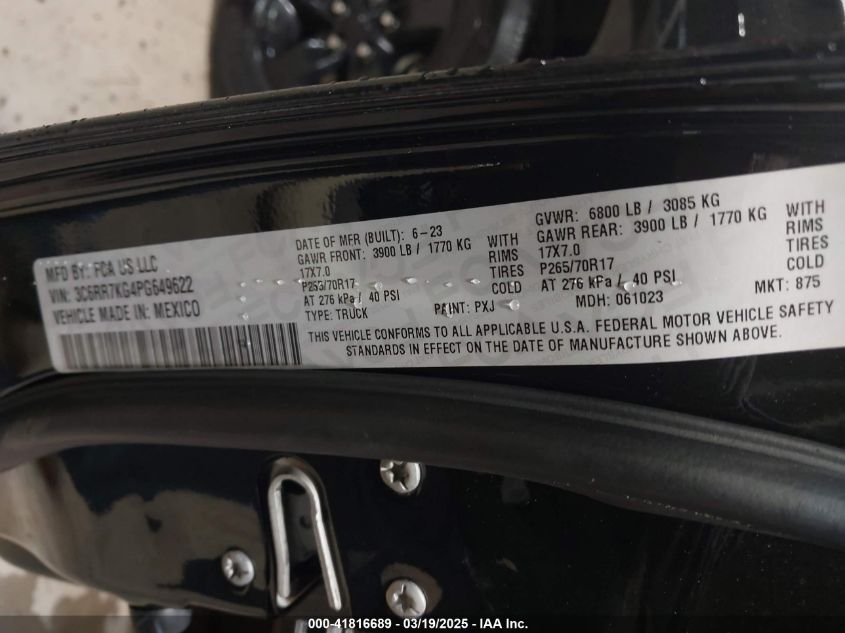 MFD BY: FCA US LLC
VIN: 3C6RR7KG4PG649622
VEHICLE MADE IN: MEXICO
DATE OF MFR (BUILT): 6-23
GAWR FRONT: 3900 LB / 1770 KG WITH
17X7.0 RIMS
P265/70R17 TIRES
AT 276 kPa / 40 PSI COLD
TYPE: TRUCK PAINT: PXJ
GVWR: 6800 LB / 3085 KG
GAWR REAR: 3900 LB / 1770 KG WITH
17X7.0 RIMS
P265/70R17 TIRES
AT 276 kPa / 40 PSI COLD
MDH: 061023 MKT: 875
THIS VEHICLE CONFORMS TO ALL APPLICABLE U.S.A. FEDERAL MOTOR VEHICLE SAFETY
STANDARDS IN EFFECT ON THE DATE OF MANUFACTURE SHOWN ABOVE.
000-41816689 - 03/19/2025 - IAA Inc.